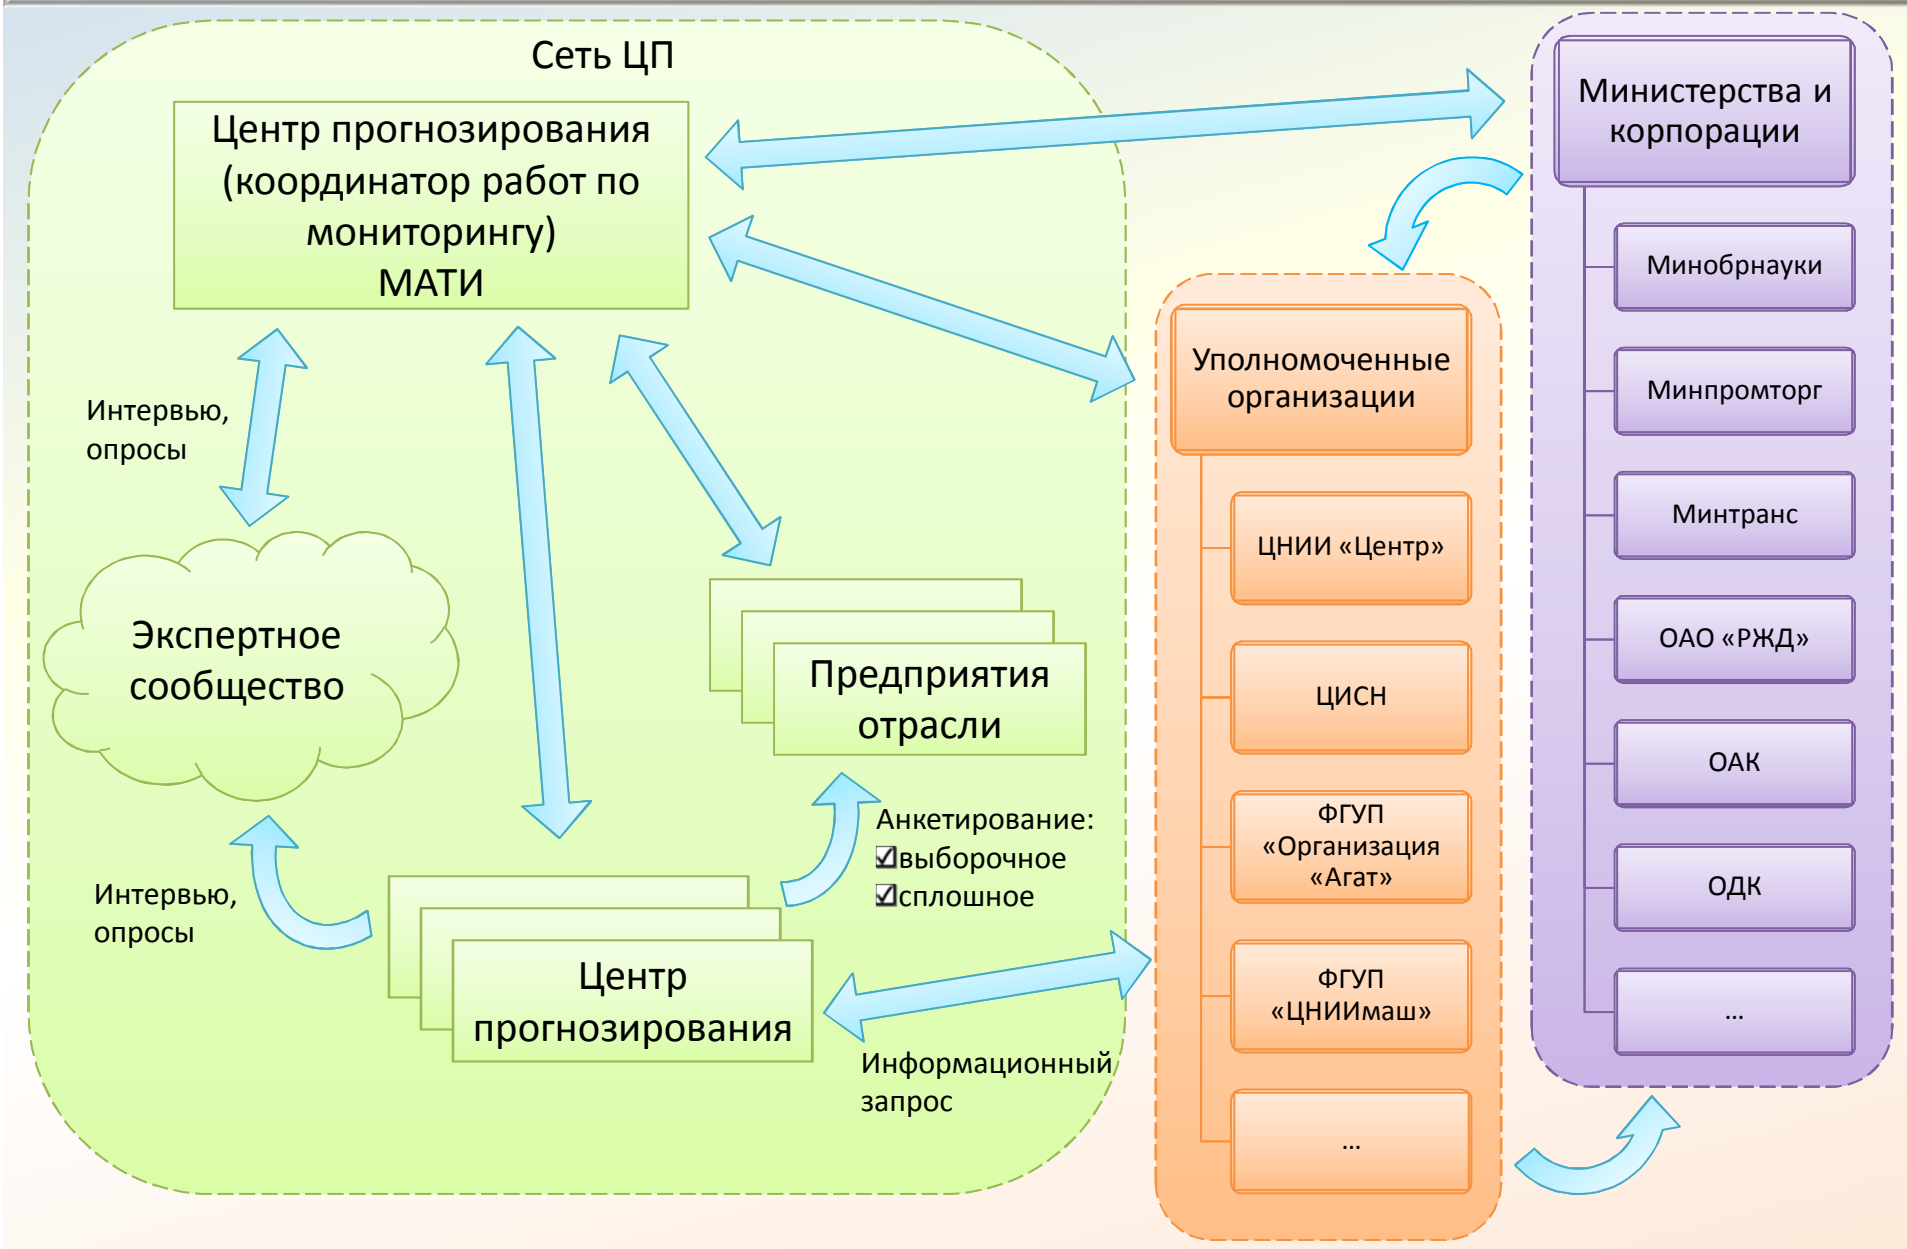 Сеть ЦП
Центр прогнозирования
(координатор работ по
мониторингу)
МАТИ
Интервью,
опросы
Экспертное
сообщество
Предприятия
отрасли
Анкетирование:
выборочное
сплошное
Интервью,
опросы
Центр
прогнозирования
Информационный
запрос
Уполномоченные
организации
ЦНИИ «Центр»
ЦИСН
ФГУП
«Организация
«Агат»
ФГУП
«ЦНИИмаш»
...
Министерства и
корпорации
Минобрнауки
Минпромторг
Минтранс
ОАО «РЖД»
ОАК
ОДК
...